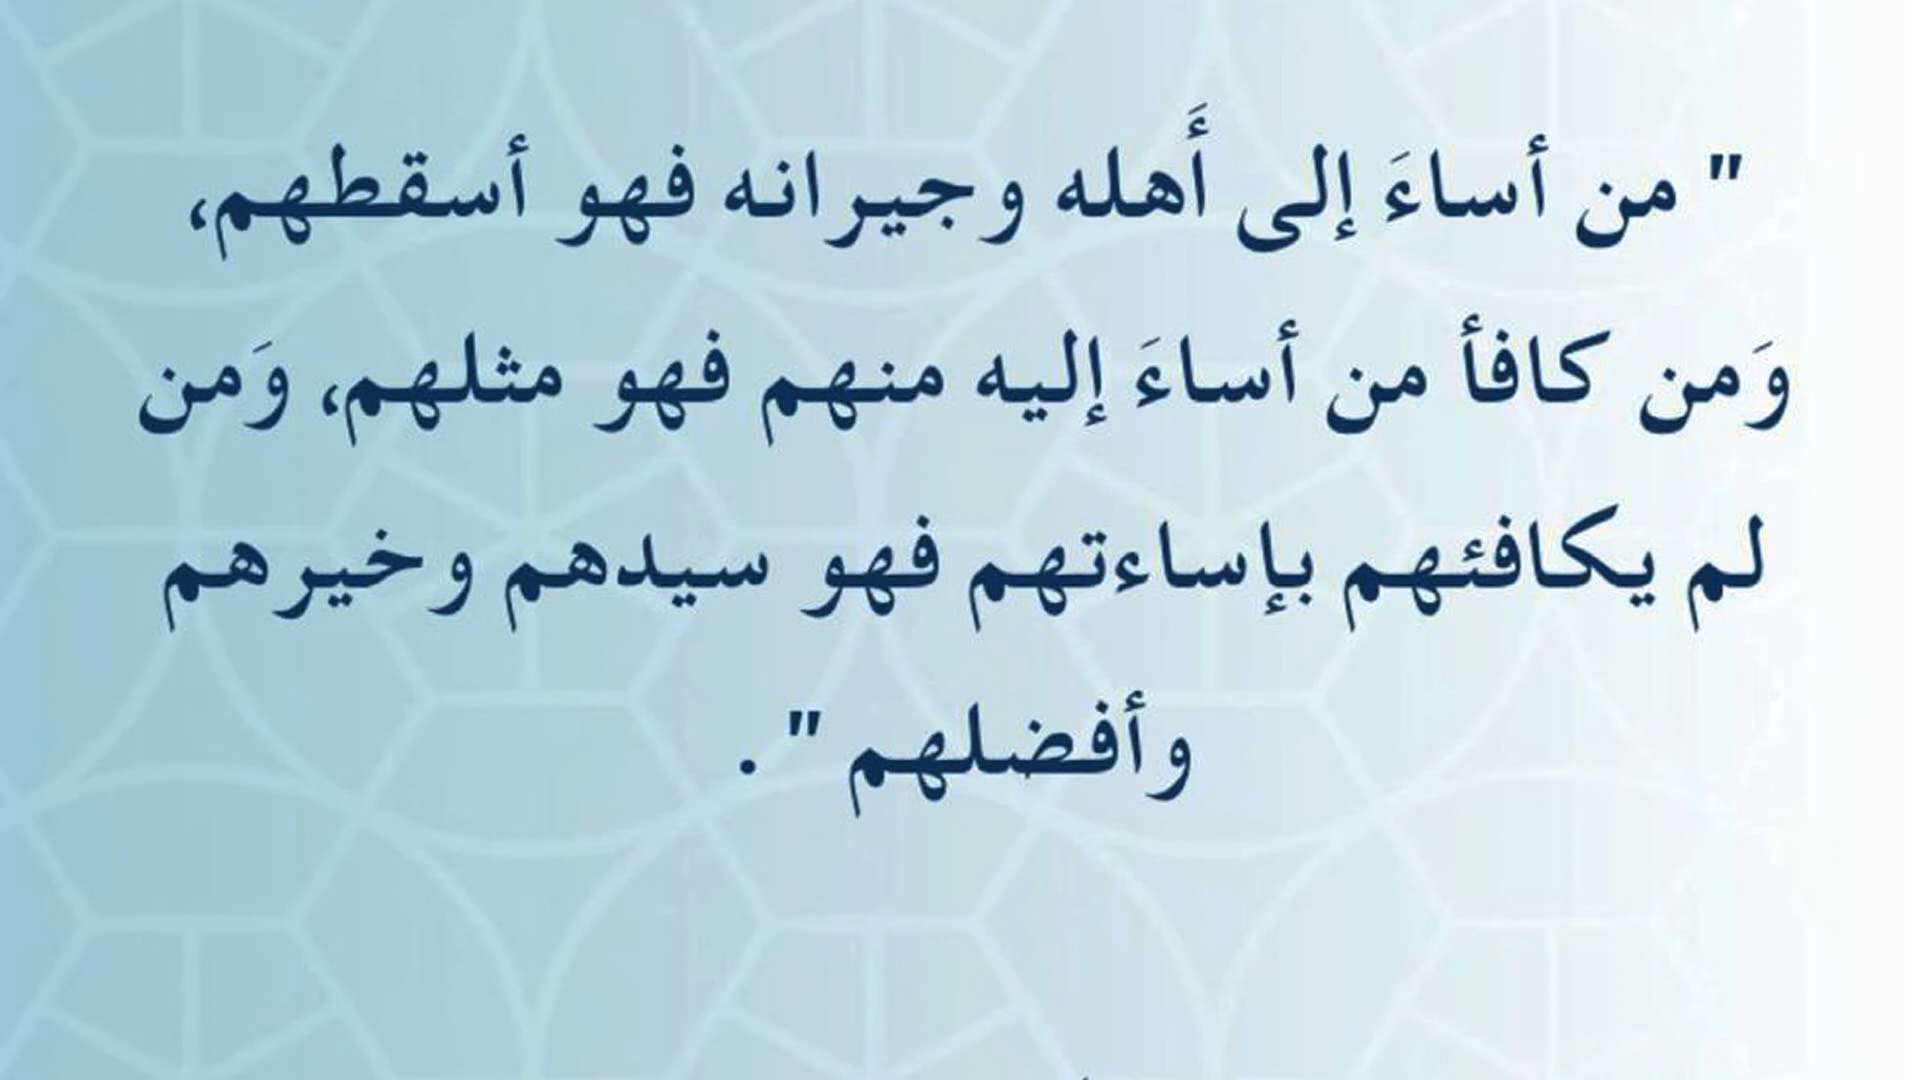 " من أساءَ إلى أَهله وجيرانه فهو أسقطهم،
وَمن كافأ من أساءَ إليه منهم فهو مثلهم، وَمن
لم يكافئهم بإساءتهم فهو سيدهم وخيرهم
وأفضلهم " .